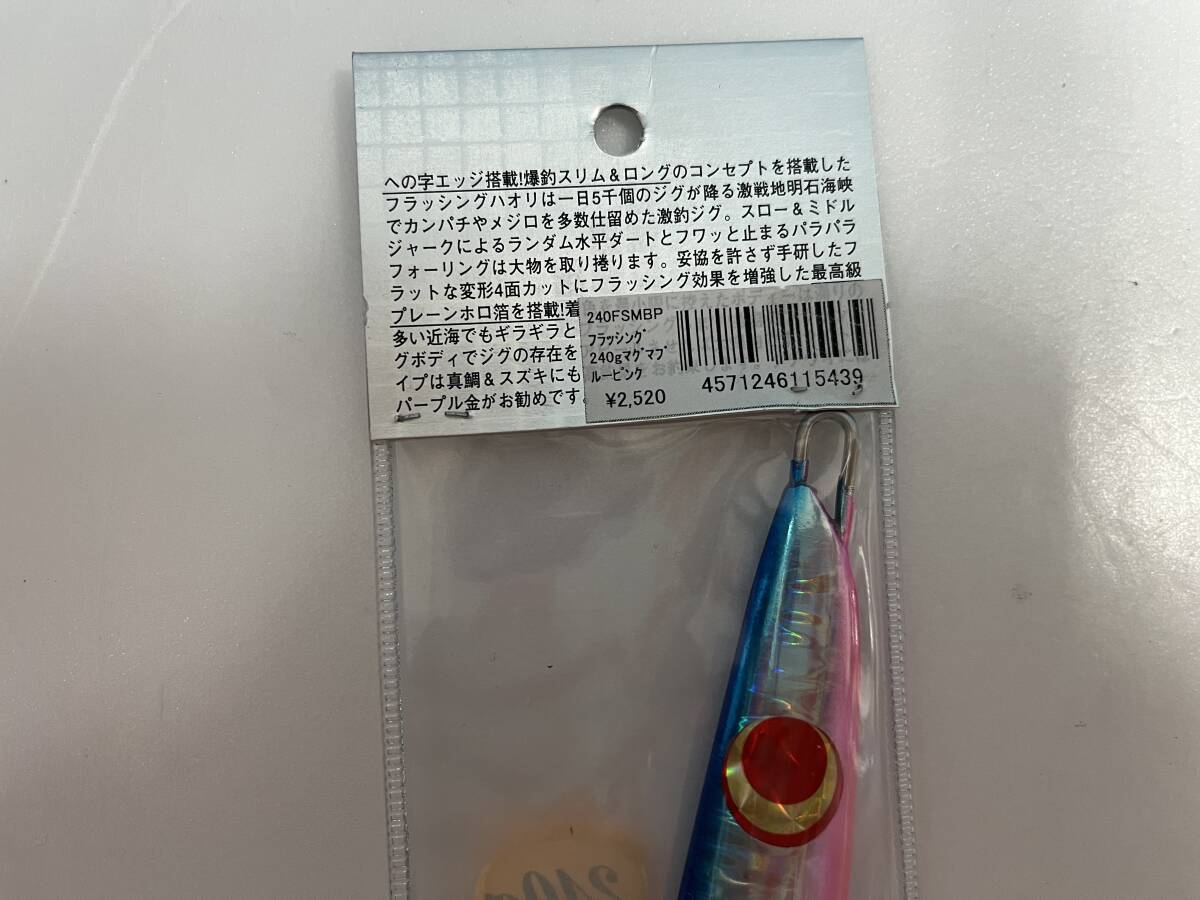 への字エッジ搭載!爆釣スリム＆ロングのコンセプトを搭載した
フラッシングハオリは一日5千個のジグが降る激戦地明石海峡
でカンパチやメジロを多数仕留めた激釣ジグ。スロー＆ミドル
ジャークによるランダム水平ダートとフワッと止まるパラパラ
フォーリングは大物を取り捲ります。妥協を許さず手研したフ
ラットな変形4面カットにフラッシング効果を増強した最高級
プレーンホロ箔を搭載!着
多い近海でもギラギラと
グボディでジグの存在を
イプは真鯛＆スズキにも
パープル金がお勧めです
240FSMBP
フラッシング
240gマグマブ
ルーピンク
¥2,520
4571246115439
240g